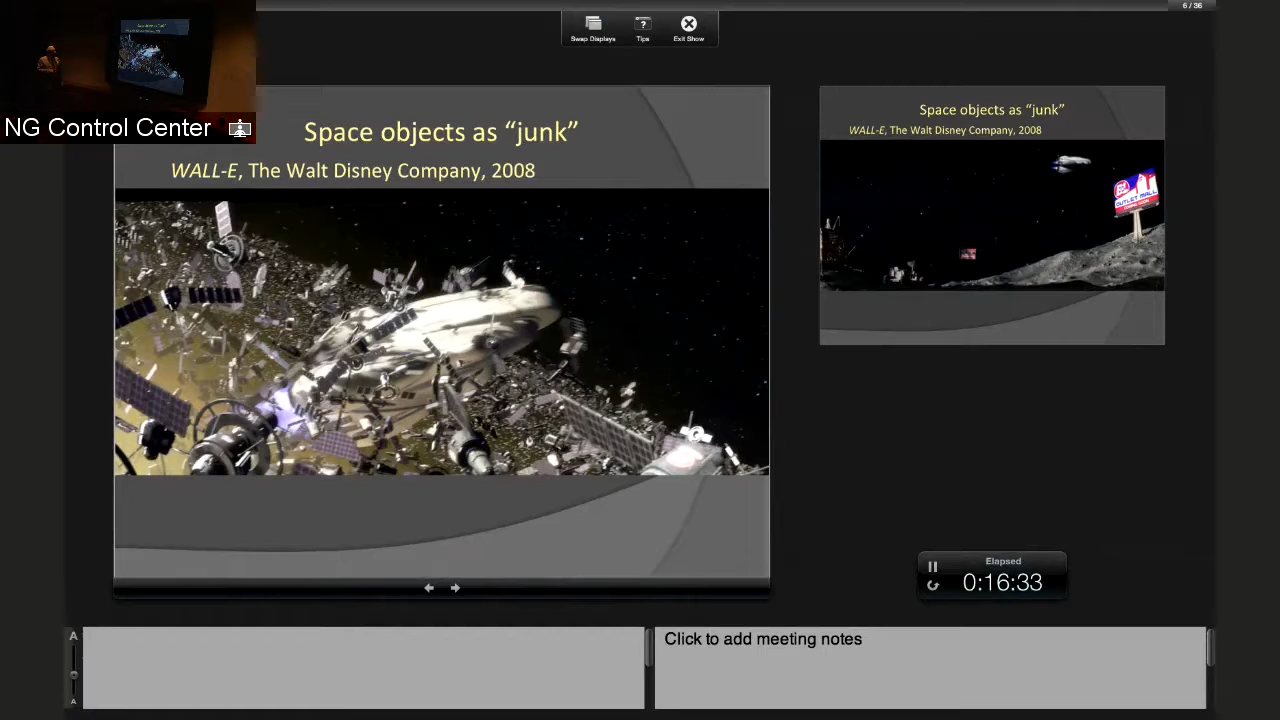 6 / 36
Swap Displays
Tips
Exit Show
NG Control Center
Space objects as “junk”
WALL-E, The Walt Disney Company, 2008
Space objects as “junk”
WALL-E, The Walt Disney Company, 2008
OUTLET MALL
Elapsed
0:16:33
A
A
Click to add meeting notes